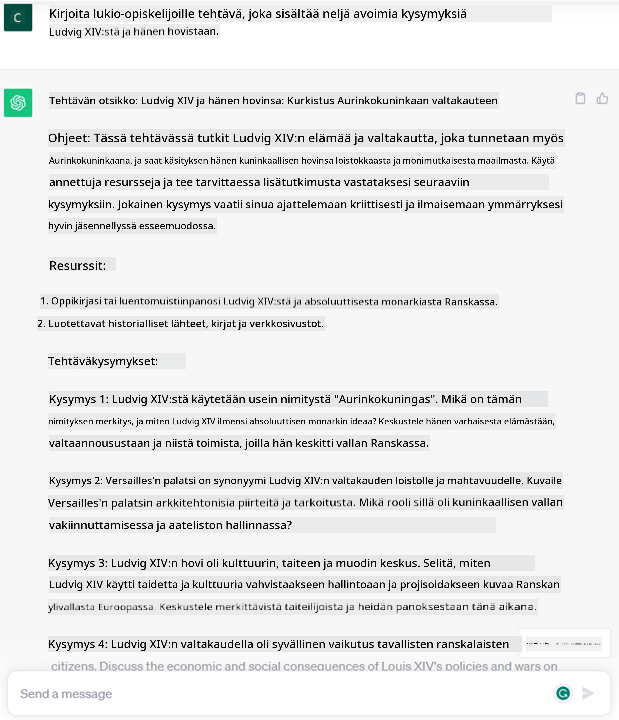 C
Kirjoita lukio-opiskelijoille tehtävä, joka sisältää neljä avoimia kysymyksiä
Ludvig XIV:stä ja hänen hovistaan.
Tehtävän otsikko: Ludvig XIV ja hänen hovinsa: Kurkistus Aurinkokuninkaan valtakauteen
Ohjeet: Tässä tehtävässä tutkit Ludvig XIV:n elämää ja valtakautta, joka tunnetaan myös
Aurinkokuninkaana, ja saat käsityksen hänen kuninkaallisen hovinsa loistokkaasta ja monimutkaisesta maailmasta. Käytä
annettuja resursseja ja tee tarvittaessa lisätutkimusta vastataksesi seuraaviin
kysymyksiin. Jokainen kysymys vaatii sinua ajattelemaan kriittisesti ja ilmaisemaan ymmärryksesi
hyvin jäsennellyssä esseemuodossa.
Resurssit:
1. Oppikirjasi tai luentomuistiinpanosi Ludvig XIV:stä ja absoluuttisesta monarkiasta Ranskassa.
2. Luotettavat historialliset lähteet, kirjat ja verkkosivustot.
Tehtäväkysymykset:
Kysymys 1: Ludvig XIV:stä käytetään usein nimitystä "Aurinkokuningas". Mikä on tämän
nimityksen merkitys, ja miten Ludvig XIV ilmensi absoluuttisen monarkin ideaa? Keskustele hänen varhaisesta elämästään,
valtaannousustaan ja niistä toimista, joilla hän keskitti vallan Ranskassa.
Kysymys 2: Versailles'n palatsi on synonyymi Ludvig XIV:n valtakauden loistolle ja mahtavuudelle. Kuvaile
Versailles'n palatsin arkkitehtonisia piirteitä ja tarkoitusta. Mikä rooli sillä oli kuninkaallisen vallan
vakiinnuttamisessa ja aateliston hallinnassa?
Kysymys 3: Ludvig XIV:n hovi oli kulttuurin, taiteen ja muodin keskus. Selitä, miten
Ludvig XIV käytti taidetta ja kulttuuria vahvistaakseen hallintoaan ja projisoidakseen kuvaa Ranskan
ylivallasta Euroopassa. Keskustele merkittävistä taiteilijoista ja heidän panoksestaan tänä aikana.
Kysymys 4: Ludvig XIV:n valtakaudella oli syvällinen vaikutus tavallisten ranskalaisten
citizens. Discuss the economic and social consequences of Louis XIV's policies and wars on
Send a message